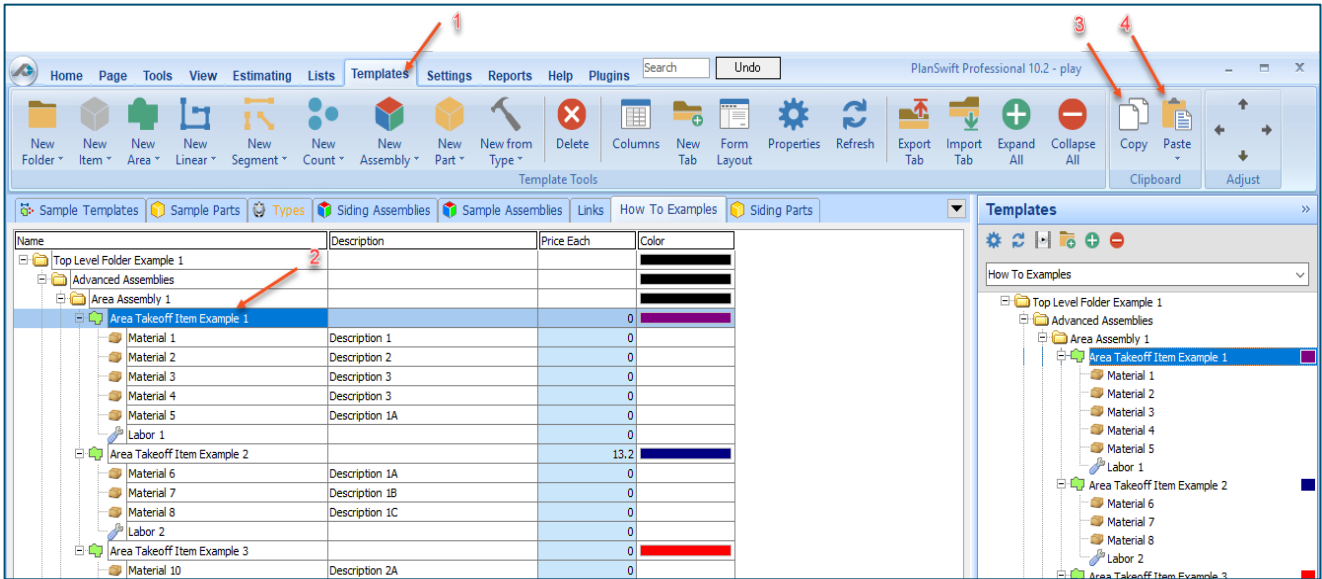 1
3 4
Home Page Tools View Estimating Lists Templates Settings Reports Help Plugins Search Undo PlanSwift Professional 10.2 - play
New Folder New Item New Area New Linear New Segment New Count New Assembly New Part New from Type Delete Columns New Tab Form Layout Properties Refresh Export Tab Import Tab Expand All Collapse All Copy Paste
Template Tools Clipboard Adjust
Sample Templates Sample Parts Types Siding Assemblies Sample Assemblies Links How To Examples Siding Parts
Name Description Price Each Color
Top Level Folder Example 1
2
Advanced Assemblies
Area Assembly 1
Area Takeoff Item Example 1 0
Material 1 Description 1 0
Material 2 Description 2 0
Material 3 Description 3 0
Material 4 Description 3 0
Material 5 Description 1A 0
Labor 1 0
Area Takeoff Item Example 2 13.2
Material 6 Description 1A 0
Material 7 Description 1B 0
Material 8 Description 1C 0
Labor 2 0
Area Takeoff Item Example 3 0
Material 10 Description 2A 0
Templates
How To Examples
Top Level Folder Example 1
Advanced Assemblies
Area Assembly 1
Area Takeoff Item Example 1
Material 1
Material 2
Material 3
Material 4
Material 5
Labor 1
Area Takeoff Item Example 2
Material 6
Material 7
Material 8
Labor 2
Area Takeoff Item Example 3